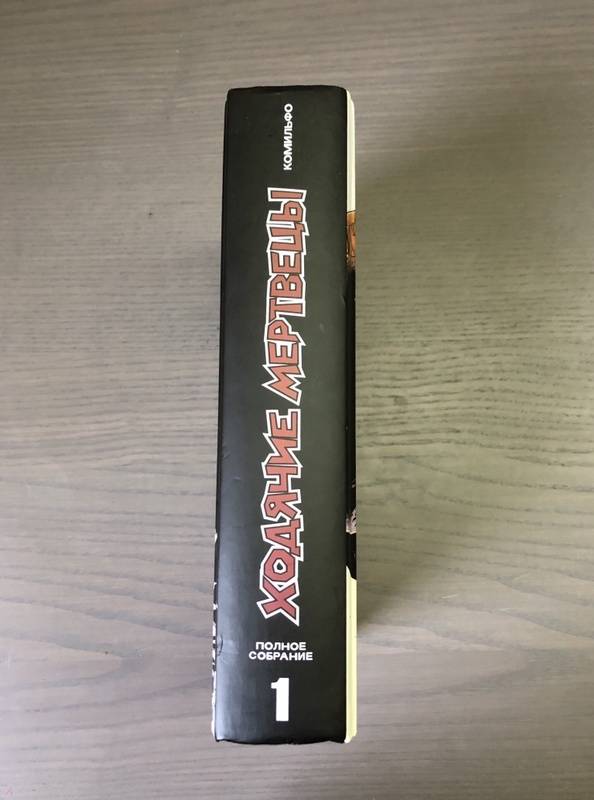 КОМИЛЬФО
ХОДЯЧИЕ МЕРТВЕЦЫ
ПОЛНОЕ
СОБРАНИЕ
1